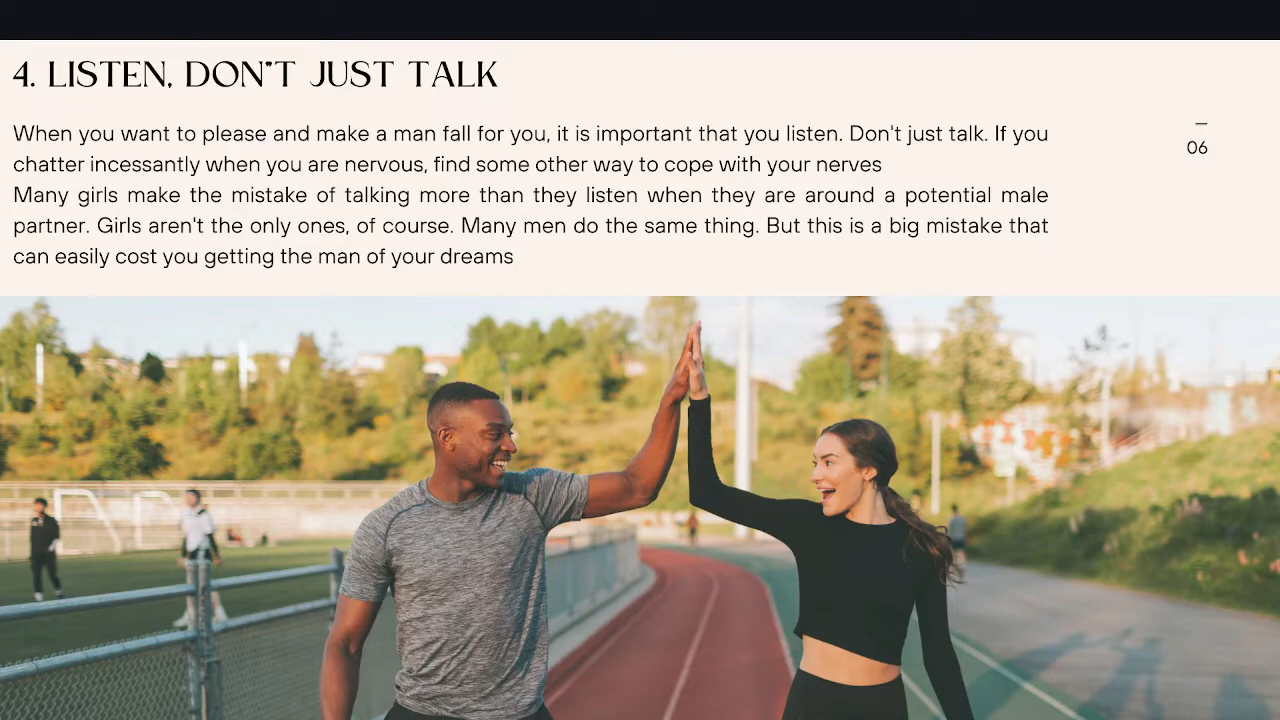 4. LISTEN, DON'T JUST TALK
When you want to please and make a man fall for you, it is important that you listen. Don't just talk. If you
chatter incessantly when you are nervous, find some other way to cope with your nerves
Many girls make the mistake of talking more than they listen when they are around a potential male
partner. Girls aren't the only ones, of course. Many men do the same thing. But this is a big mistake that
can easily cost you getting the man of your dreams
—
06